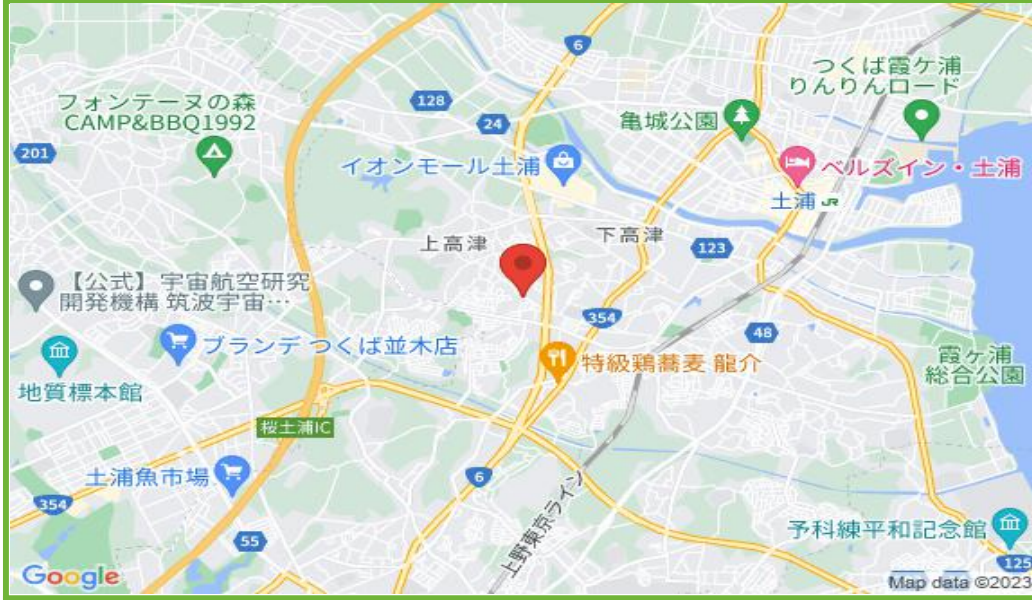 6
つくば霞ケ浦
りんりんロード
フォンテーヌの森
CAMP&BBQ1992
128
24
亀城公園
201
イオンモール土浦
ベルズイン・土浦
土浦 JR
上高津
下高津
123
【公式】宇宙航空研究
開発機構 筑波宇宙…
354
48
ブランデ つくば並木店
特級鶏蕎麦 龍介
霞ケ浦
総合公園
地質標本館
桜土浦IC
土浦魚市場
6
354
上野東京ライン
予科練平和記念館
55
125
Google
Map data ©2023